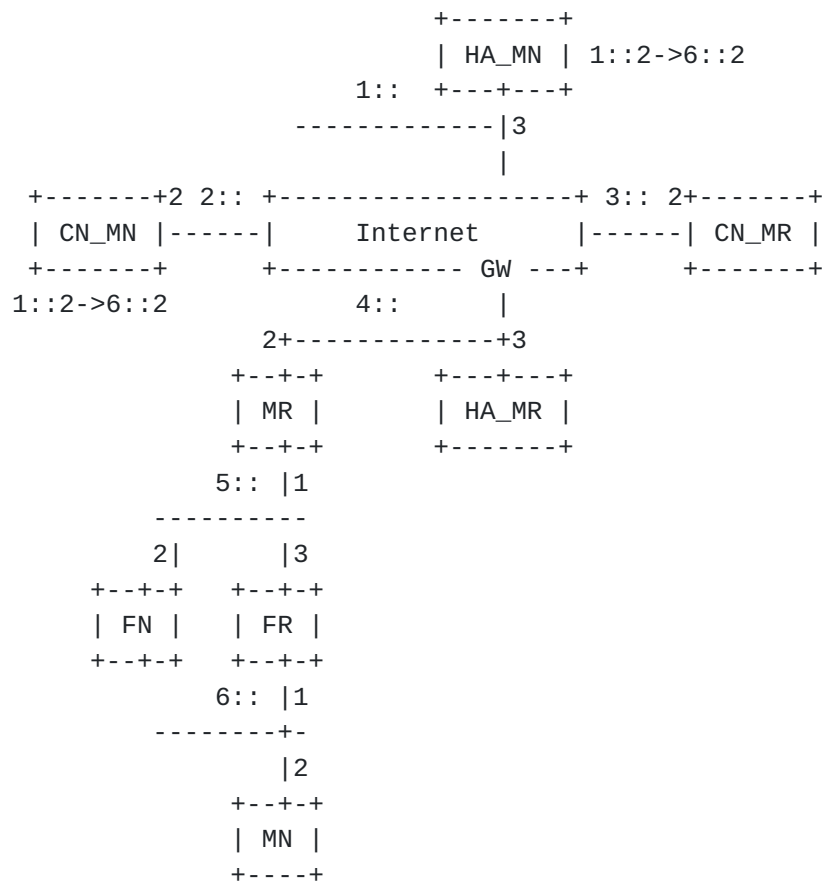 +-------+
                           | HA_MN | 1::2->6::2
                      1::  +---+---+
                  -------------|3
                               |
 +-------+2 2:: +-------------------+ 3:: 2+-------+
 | CN_MN |------|     Internet      |------| CN_MR |
 +-------+      +------------ GW ---+      +-------+
1::2->6::2            4::      |
                2+-------------+3
              +--+-+       +---+---+
              | MR |       | HA_MR |
              +--+-+       +-------+
             5:: |1
         ----------
         2|      |3
     +--+-+   +--+-+
     | FN |   | FR |
     +--+-+   +--+-+
             6:: |1
         --------+-
                 |2
              +--+-+
              | MN |
              +----+